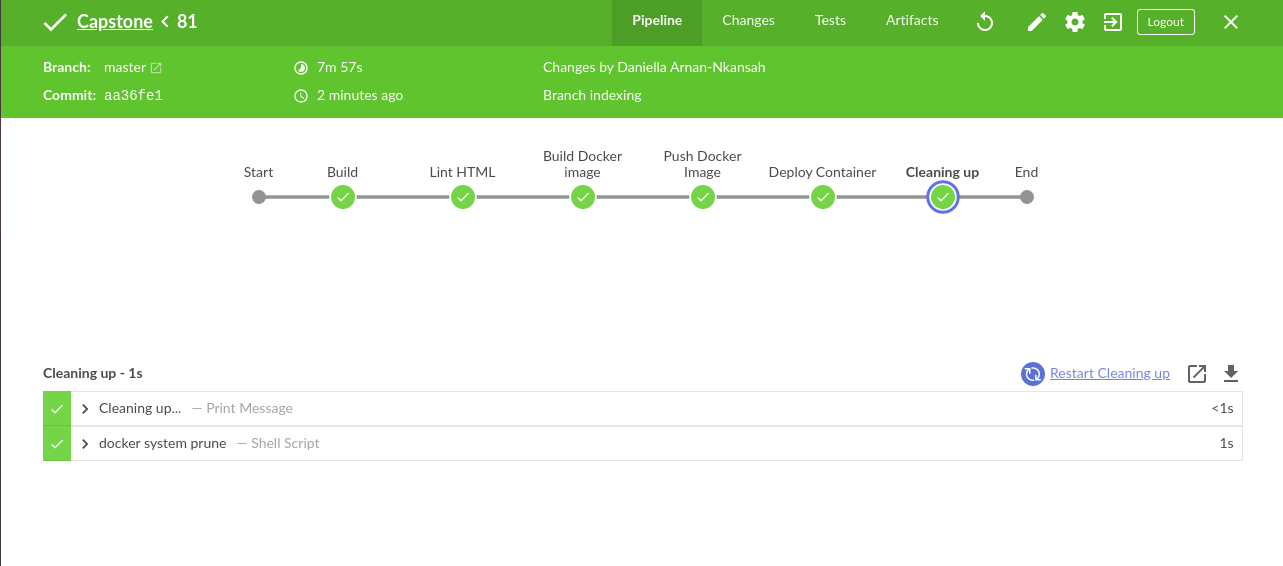 Capstone < 81
Pipeline Changes Tests Artifacts Logout
Branch: master 7m 57s Changes by Daniella Arnan-Nkansah
Commit: aa36fe1 2 minutes ago Branch indexing
Start Build Lint HTML Build Docker image Push Docker Image Deploy Container Cleaning up End
Cleaning up - 1s Restart Cleaning up
Cleaning up... — Print Message <1s
docker system prune — Shell Script 1s